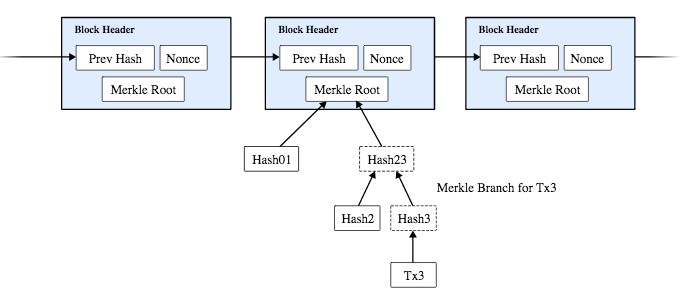 Block Header
Block Header
Block Header
Prev Hash
Nonce
Prev Hash
Nonce
Prev Hash
Nonce
Merkle Root
Merkle Root
Merkle Root
Hash01
Hash23
Merkle Branch for Tx3
Hash2
Hash3
Tx3